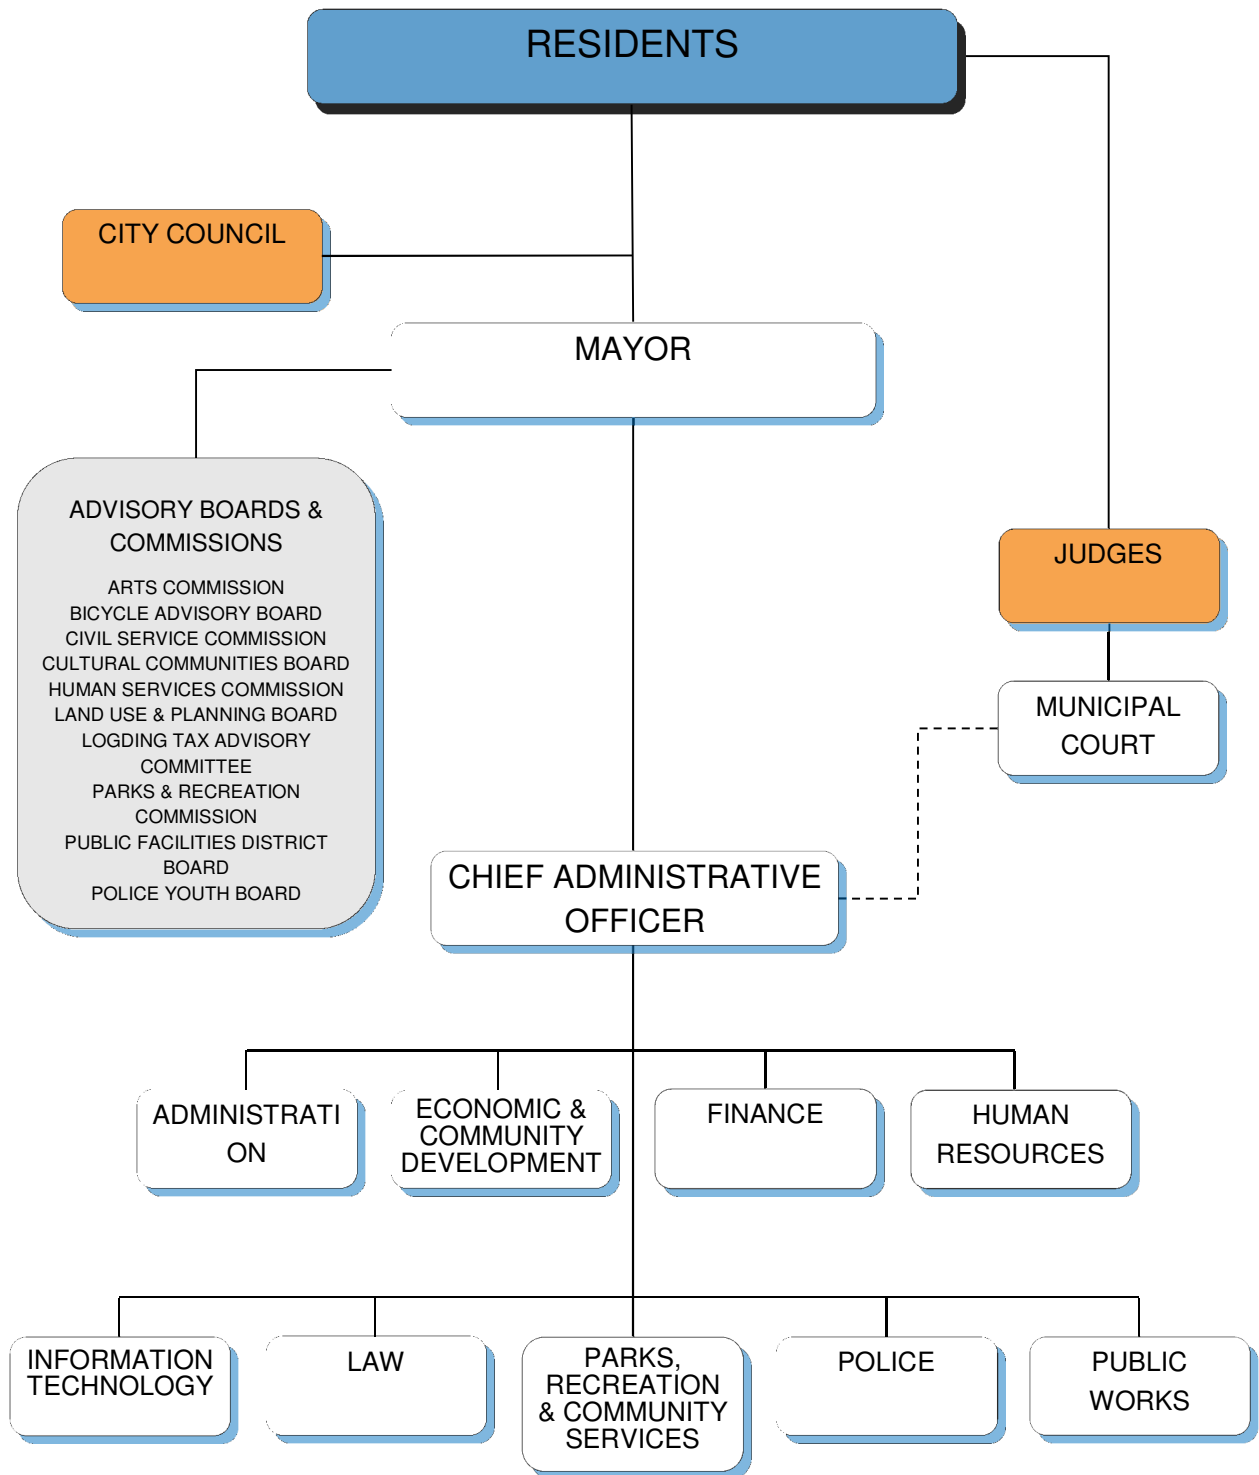 RESIDENTS
CITY COUNCIL
MAYOR
ADVISORY BOARDS &
COMMISSIONS
ARTS COMMISSION
BICYCLE ADVISORY BOARD
CIVIL SERVICE COMMISSION
CULTURAL COMMUNITIES BOARD
HUMAN SERVICES COMMISSION
LAND USE & PLANNING BOARD
LOGDING TAX ADVISORY
COMMITTEE
PARKS & RECREATION
COMMISSION
PUBLIC FACILITIES DISTRICT
BOARD
POLICE YOUTH BOARD
JUDGES
MUNICIPAL
COURT
CHIEF ADMINISTRATIVE
OFFICER
ADMINISTRATI
ON
ECONOMIC &
COMMUNITY
DEVELOPMENT
FINANCE
HUMAN
RESOURCES
INFORMATION
TECHNOLOGY
LAW
PARKS,
RECREATION
& COMMUNITY
SERVICES
POLICE
PUBLIC
WORKS